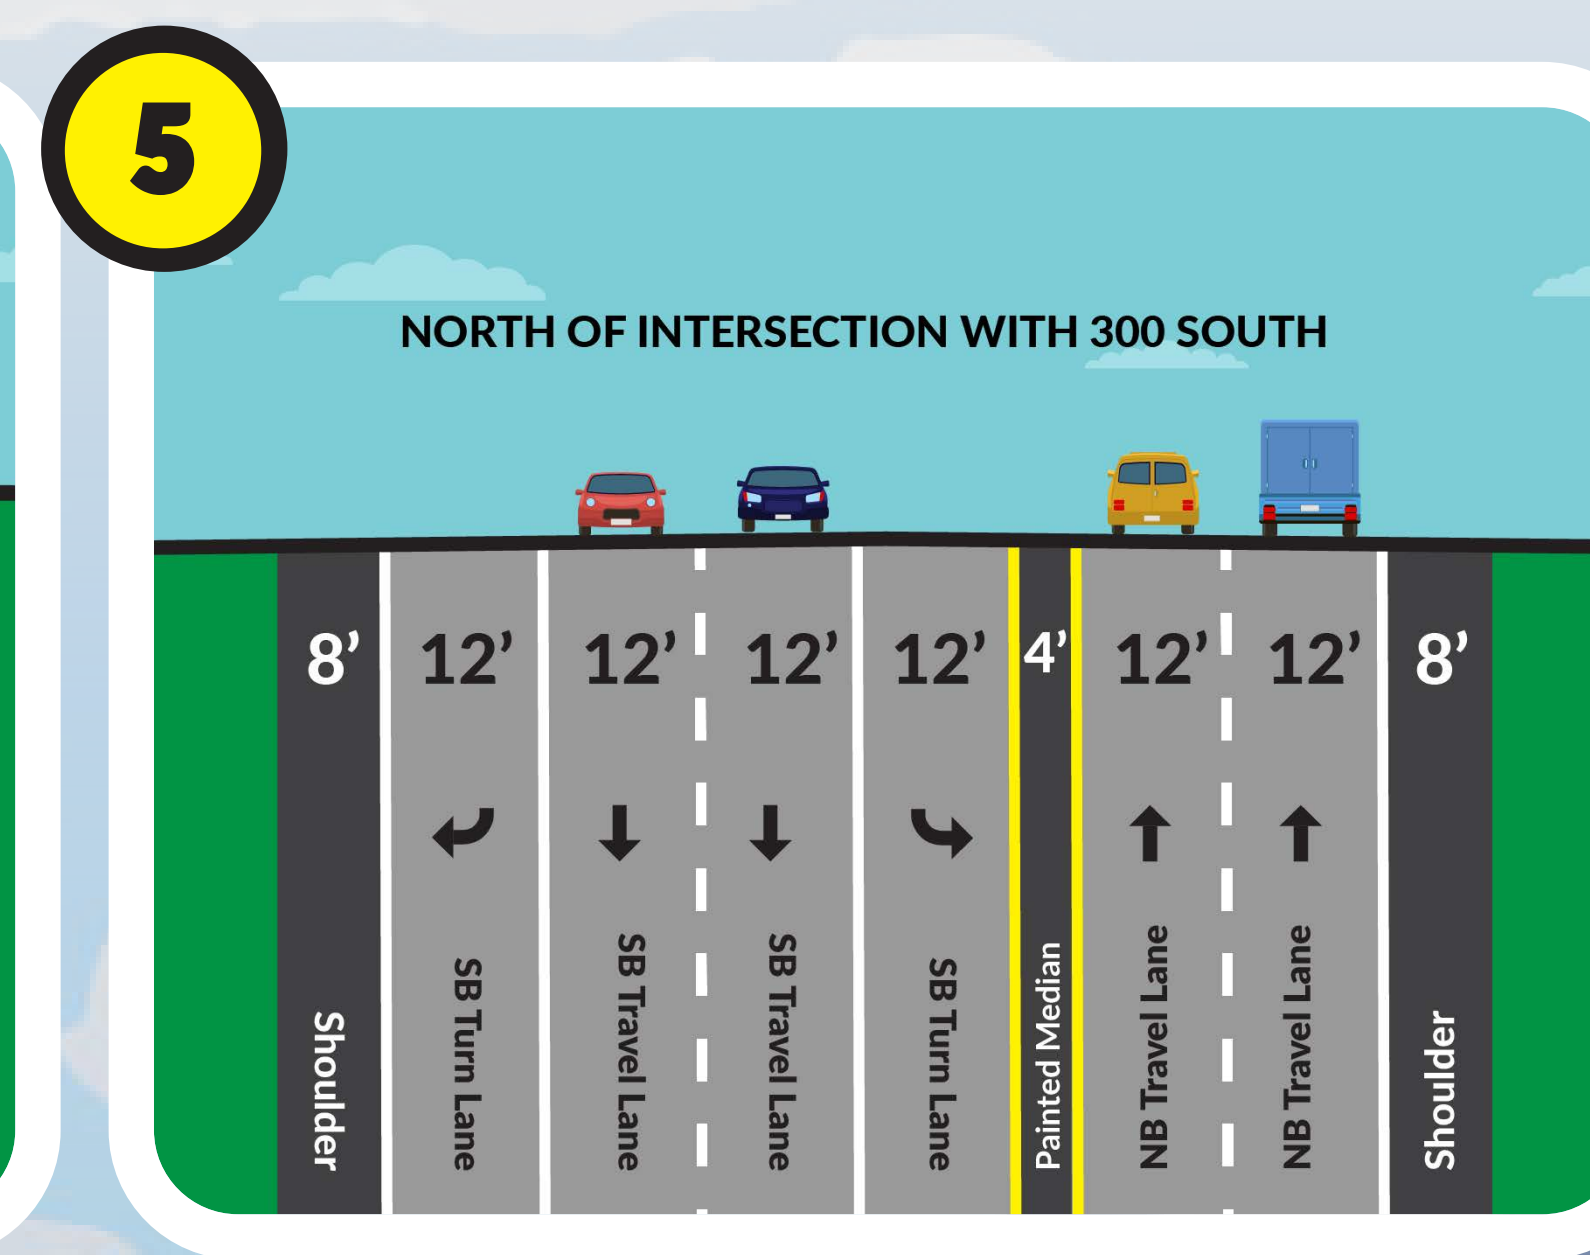 5
NORTH OF INTERSECTION WITH 300 SOUTH
8’
12’
12’
12’
12’
4’
12’
12’
8’
Shoulder
SB Turn Lane
SB Travel Lane
SB Travel Lane
SB Turn Lane
Painted Median
NB Travel Lane
NB Travel Lane
Shoulder